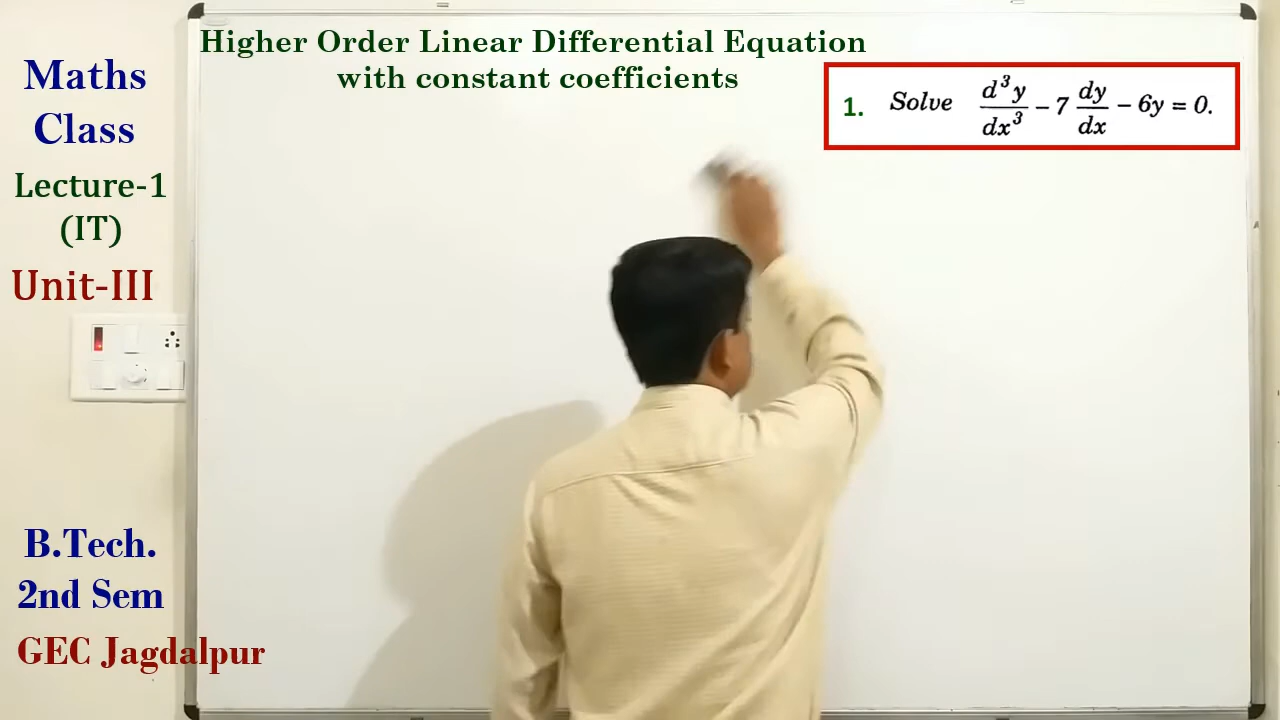 Higher Order Linear Differential Equation
with constant coefficients
Maths
Class
Lecture-1
(IT)
Unit-III
1. Solve d³y/dx³ – 7 dy/dx – 6y = 0.
B.Tech.
2nd Sem
GEC Jagdalpur